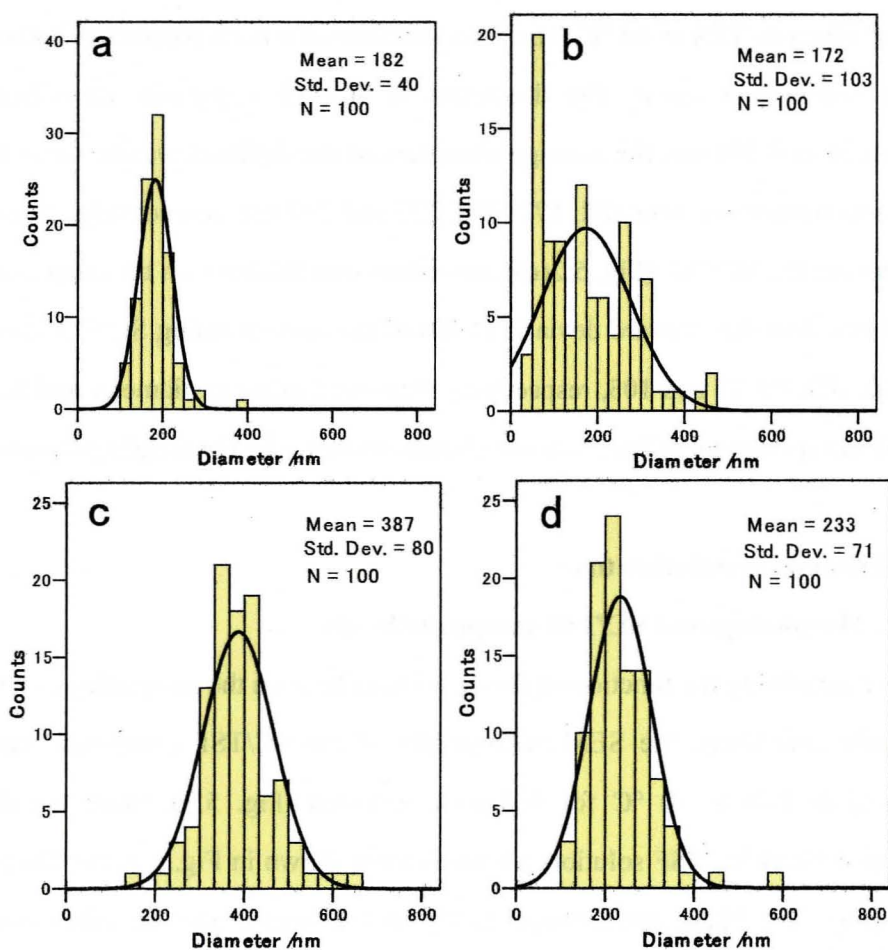 a
Mean = 182
Std. Dev. = 40
N = 100
40
30
20
10
0
Counts
0 200 400 600 800
Diameter /nm
b
Mean = 172
Std. Dev. = 103
N = 100
20
15
10
5
0
Counts
0 200 400 600 800
Diameter /nm
c
Mean = 387
Std. Dev. = 80
N = 100
25
20
15
10
5
0
Counts
0 200 400 600 800
Diameter /nm
d
Mean = 233
Std. Dev. = 71
N = 100
25
20
15
10
5
0
Counts
0 200 400 600 800
Diameter /nm